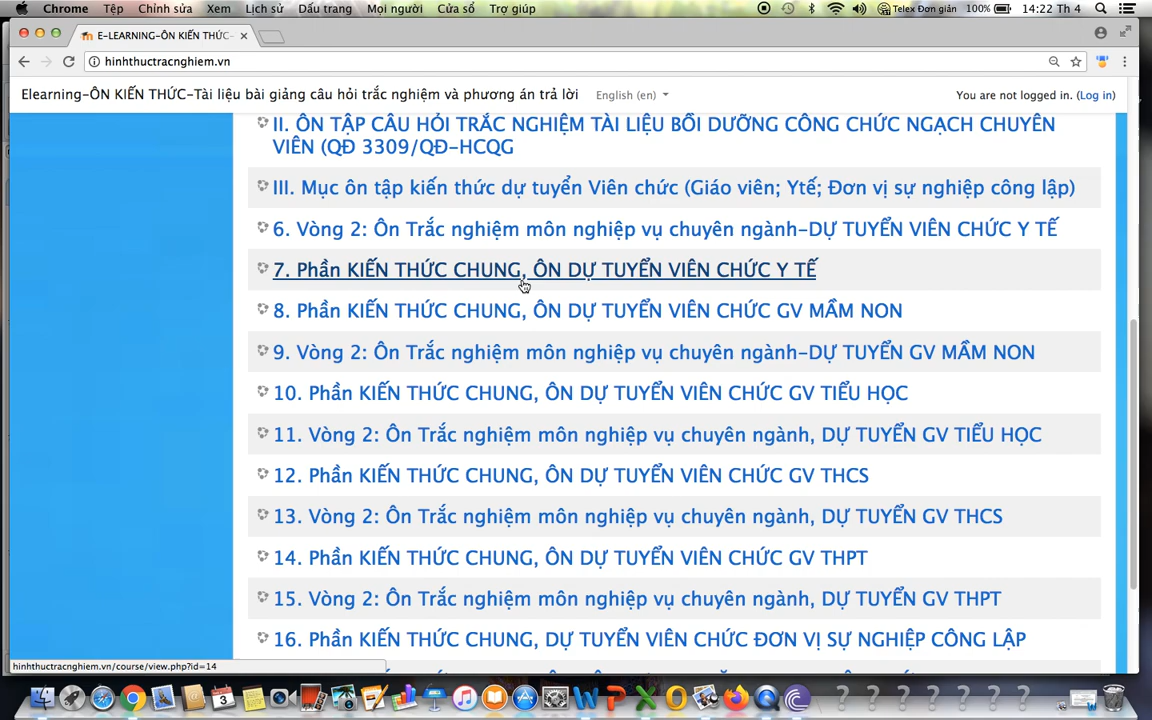 Chrome Tệp Chỉnh sửa Xem Lịch sử Dấu trang Mọi người Cửa sổ Trợ giúp Telex Đơn giản 100% 14:22 Th 4
E-LEARNING-ÔN KIẾN THỨC-
hinhthuctracnghiem.vn
Elearning-ÔN KIẾN THỨC-Tài liệu bài giảng câu hỏi trắc nghiệm và phương án trả lời English (en) You are not logged in. (Log in)
II. ÔN TẬP CÂU HỎI TRẮC NGHIỆM TÀI LIỆU BỒI DƯỠNG CÔNG CHỨC NGẠCH CHUYÊN
VIÊN (QĐ 3309/QĐ-HCQG
III. Mục ôn tập kiến thức dự tuyển Viên chức (Giáo viên; Ytế; Đơn vị sự nghiệp công lập)
6. Vòng 2: Ôn Trắc nghiệm môn nghiệp vụ chuyên ngành-DỰ TUYỂN VIÊN CHỨC Y TẾ
7. Phần KIẾN THỨC CHUNG, ÔN DỰ TUYỂN VIÊN CHỨC Y TẾ
8. Phần KIẾN THỨC CHUNG, ÔN DỰ TUYỂN VIÊN CHỨC GV MẦM NON
9. Vòng 2: Ôn Trắc nghiệm môn nghiệp vụ chuyên ngành-DỰ TUYỂN GV MẦM NON
10. Phần KIẾN THỨC CHUNG, ÔN DỰ TUYỂN VIÊN CHỨC GV TIỂU HỌC
11. Vòng 2: Ôn Trắc nghiệm môn nghiệp vụ chuyên ngành, DỰ TUYỂN GV TIỂU HỌC
12. Phần KIẾN THỨC CHUNG, ÔN DỰ TUYỂN VIÊN CHỨC GV THCS
13. Vòng 2: Ôn Trắc nghiệm môn nghiệp vụ chuyên ngành, DỰ TUYỂN GV THCS
14. Phần KIẾN THỨC CHUNG, ÔN DỰ TUYỂN VIÊN CHỨC GV THPT
15. Vòng 2: Ôn Trắc nghiệm môn nghiệp vụ chuyên ngành, DỰ TUYỂN GV THPT
16. Phần KIẾN THỨC CHUNG, DỰ TUYỂN VIÊN CHỨC ĐƠN VỊ SỰ NGHIỆP CÔNG LẬP
hinhthuctracnghiem.vn/course/view.php?id=14